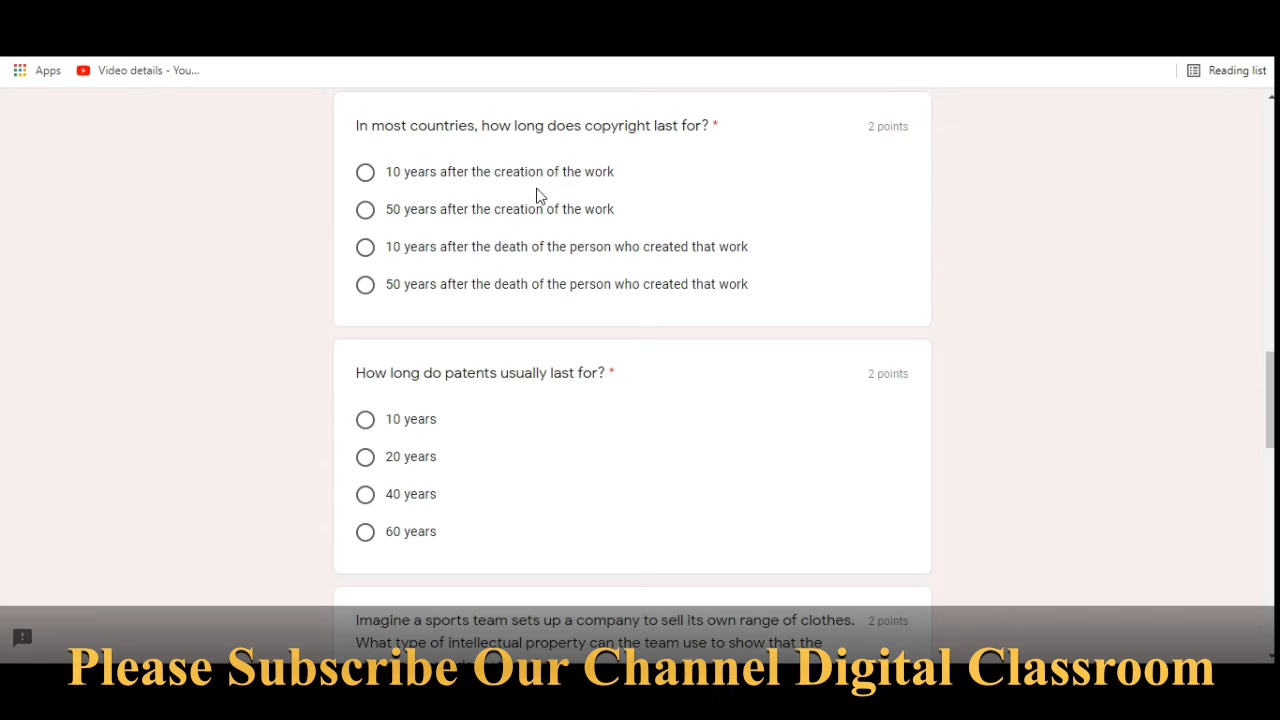 Apps Video details - You... Reading list
In most countries, how long does copyright last for? * 2 points
10 years after the creation of the work
50 years after the creation of the work
10 years after the death of the person who created that work
50 years after the death of the person who created that work
How long do patents usually last for? * 2 points
10 years
20 years
40 years
60 years
Imagine a sports team sets up a company to sell its own range of clothes. 2 points
What type of intellectual property can the team use to show that the
Please Subscribe Our Channel Digital Classroom